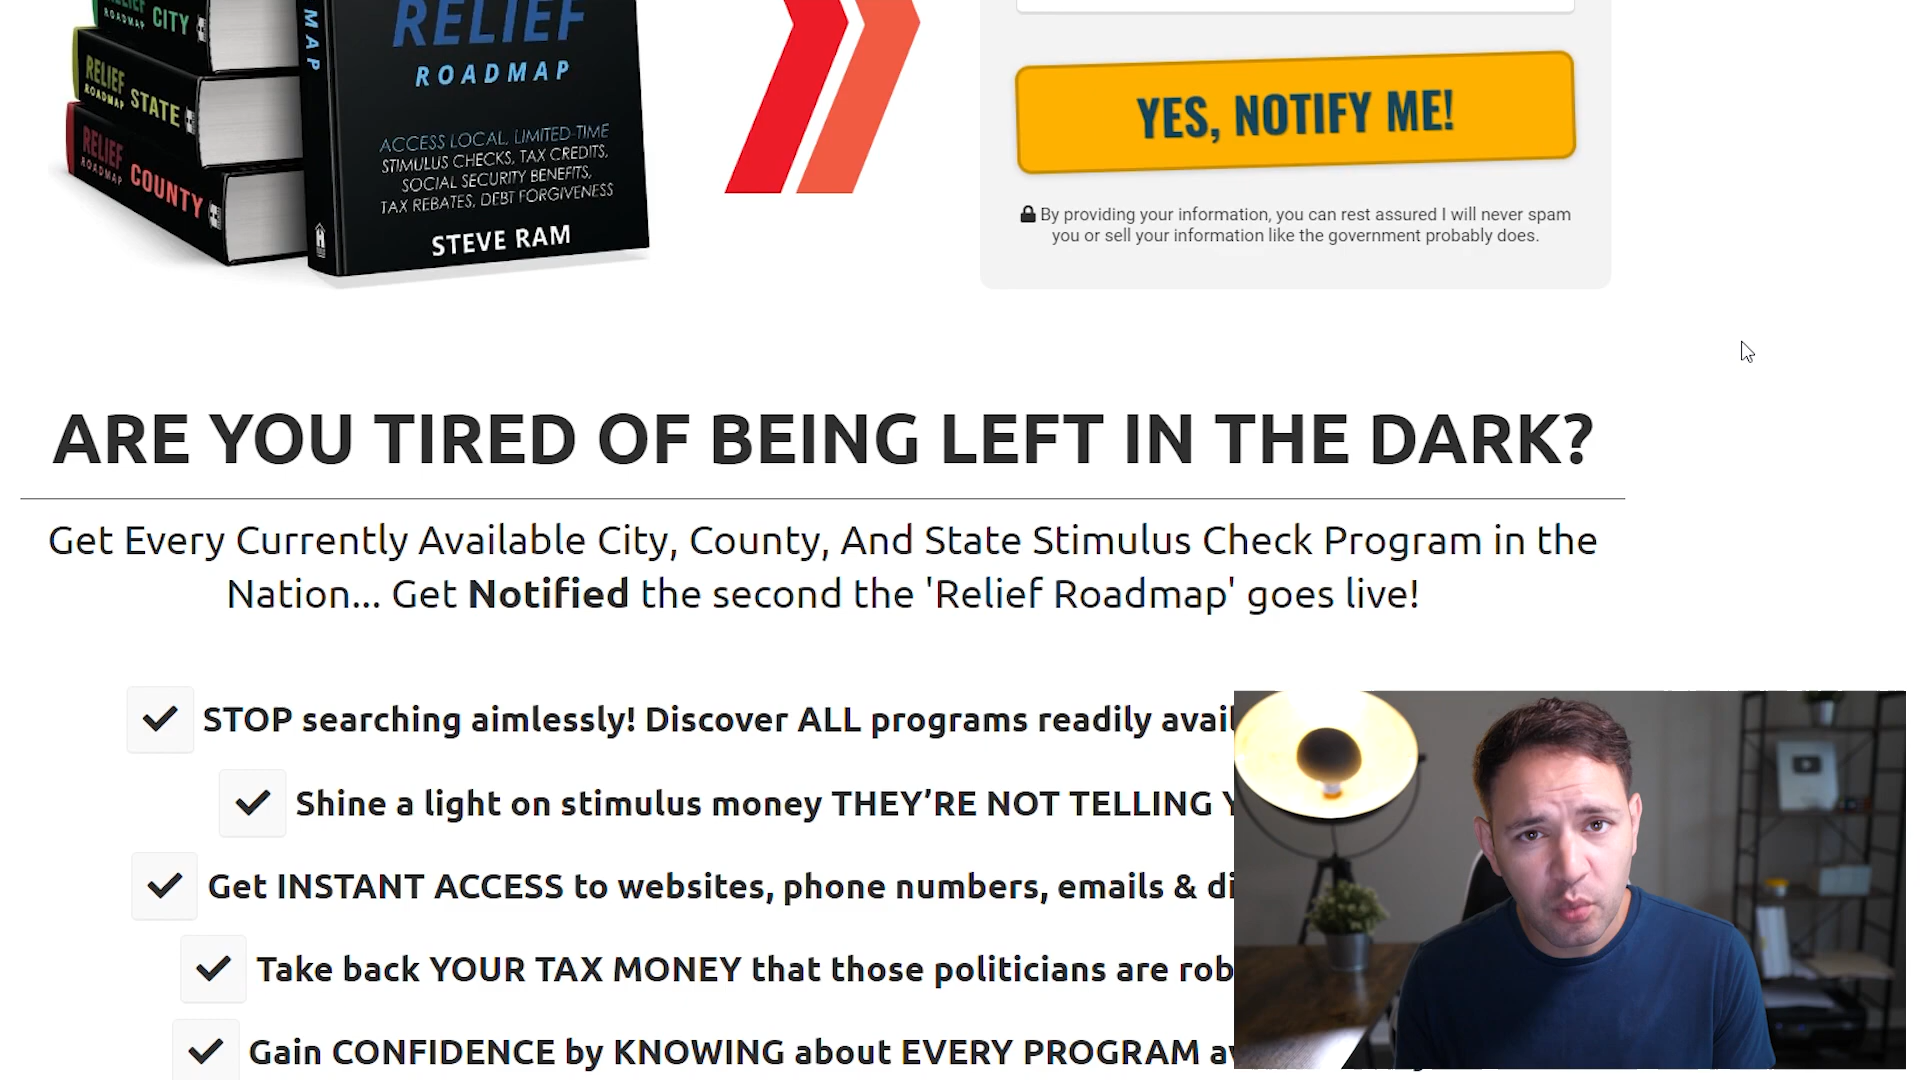 RELIEF
ROADMAP CITY
RELIEF
ROADMAP STATE
RELIEF
ROADMAP COUNTY
MAP
RELIEF
ROADMAP
ACCESS LOCAL, LIMITED-TIME
STIMULUS CHECKS, TAX CREDITS,
SOCIAL SECURITY BENEFITS,
TAX REBATES, DEBT FORGIVENESS
STEVE RAM
YES, NOTIFY ME!
By providing your information, you can rest assured I will never spam
you or sell your information like the government probably does.
ARE YOU TIRED OF BEING LEFT IN THE DARK?
Get Every Currently Available City, County, And State Stimulus Check Program in the
Nation... Get Notified the second the 'Relief Roadmap' goes live!
STOP searching aimlessly! Discover ALL programs readily avail
Shine a light on stimulus money THEY’RE NOT TELLING Y
Get INSTANT ACCESS to websites, phone numbers, emails & di
Take back YOUR TAX MONEY that those politicians are rob
Gain CONFIDENCE by KNOWING about EVERY PROGRAM av